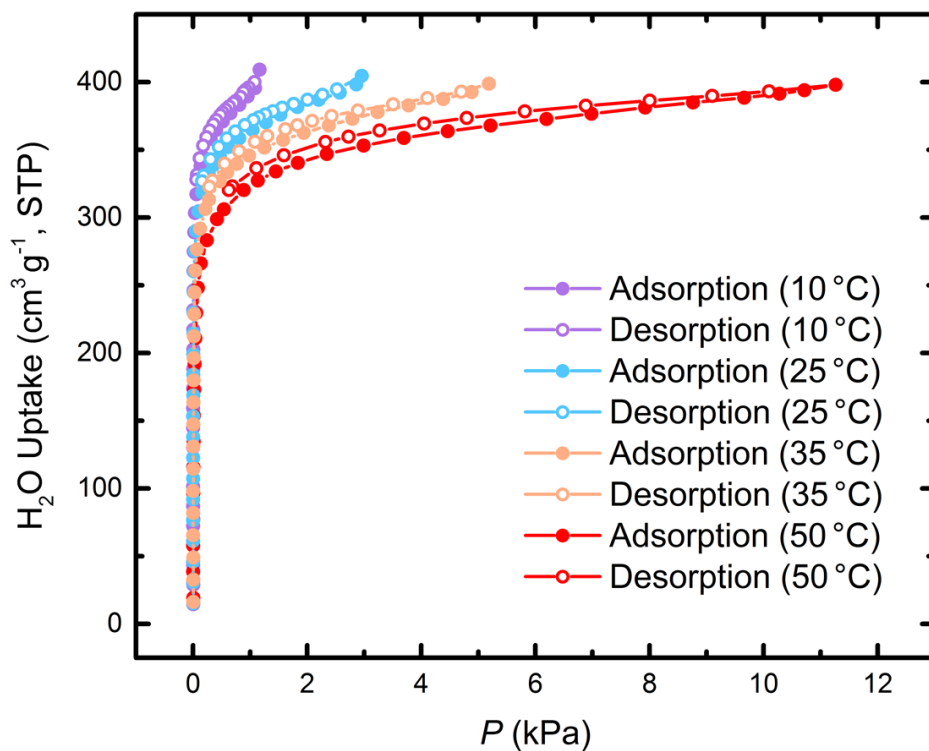 400
300
200
100
0
H₂O Uptake (cm³ g⁻¹, STP)
Adsorption (10 °C)
Desorption (10 °C)
Adsorption (25 °C)
Desorption (25 °C)
Adsorption (35 °C)
Desorption (35 °C)
Adsorption (50 °C)
Desorption (50 °C)
0 2 4 6 8 10 12
P (kPa)